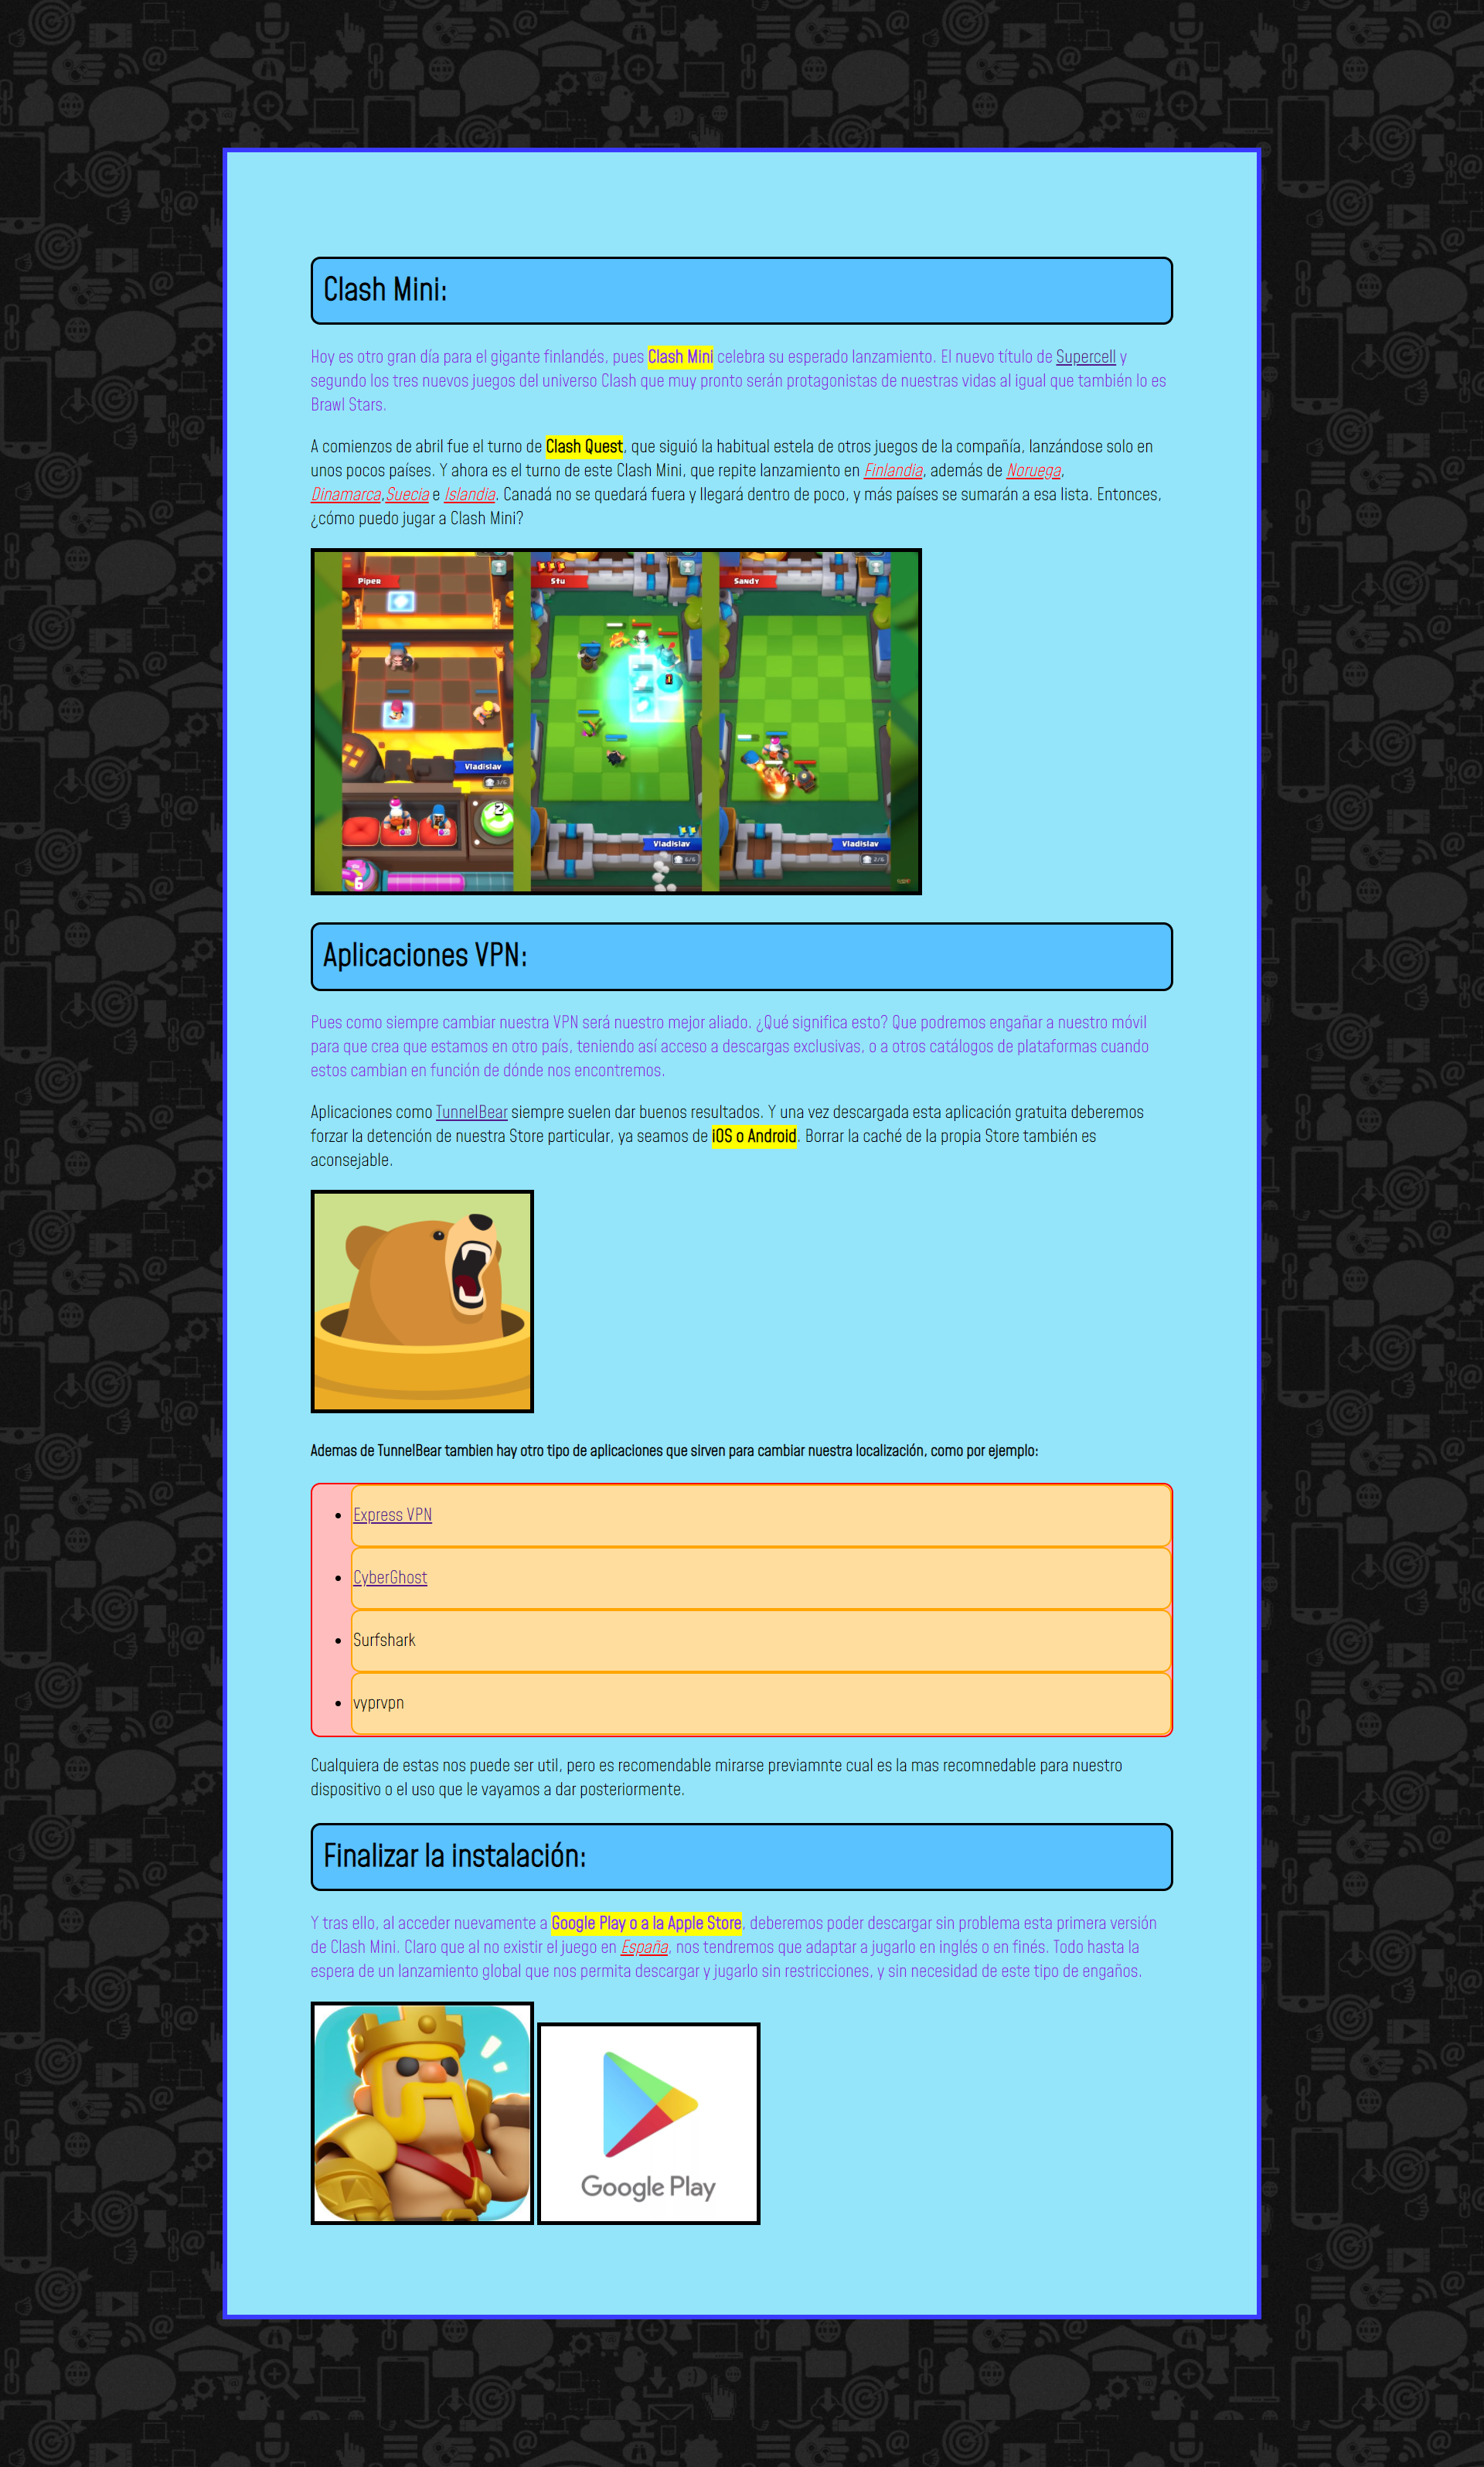 Clash Mini:
Hoy es otro gran día para el gigante finlandés, pues Clash Mini celebra su esperado lanzamiento. El nuevo título de Supercell y
segundo los tres nuevos juegos del universo Clash que muy pronto serán protagonistas de nuestras vidas al igual que también lo es
Brawl Stars.
A comienzos de abril fue el turno de Clash Quest, que siguió la habitual estela de otros juegos de la compañía, lanzándose solo en
unos pocos países. Y ahora es el turno de este Clash Mini, que repite lanzamiento en Finlandia, además de Noruega,
Dinamarca,Suecia e Islandia. Canadá no se quedará fuera y llegará dentro de poco, y más países se sumarán a esa lista. Entonces,
¿cómo puedo jugar a Clash Mini?
Piper
Stu
Sandy
Vladislav
3/6
2
6
Vladislav
6/6
Vladislav
2/6
Aplicaciones VPN:
Pues como siempre cambiar nuestra VPN será nuestro mejor aliado. ¿Qué significa esto? Que podremos engañar a nuestro móvil
para que crea que estamos en otro país, teniendo así acceso a descargas exclusivas, o a otros catálogos de plataformas cuando
estos cambian en función de dónde nos encontremos.
Aplicaciones como TunnelBear siempre suelen dar buenos resultados. Y una vez descargada esta aplicación gratuita deberemos
forzar la detención de nuestra Store particular, ya seamos de iOS o Android. Borrar la caché de la propia Store también es
aconsejable.
Ademas de TunnelBear tambien hay otro tipo de aplicaciones que sirven para cambiar nuestra localización, como por ejemplo:
Express VPN
CyberGhost
Surfshark
vyprvpn
Cualquiera de estas nos puede ser util, pero es recomendable mirarse previamnte cual es la mas recomnedable para nuestro
dispositivo o el uso que le vayamos a dar posteriormente.
Finalizar la instalación:
Y tras ello, al acceder nuevamente a Google Play o a la Apple Store, deberemos poder descargar sin problema esta primera versión
de Clash Mini. Claro que al no existir el juego en España, nos tendremos que adaptar a jugarlo en inglés o en finés. Todo hasta la
espera de un lanzamiento global que nos permita descargar y jugarlo sin restricciones, y sin necesidad de este tipo de engaños.
Google Play